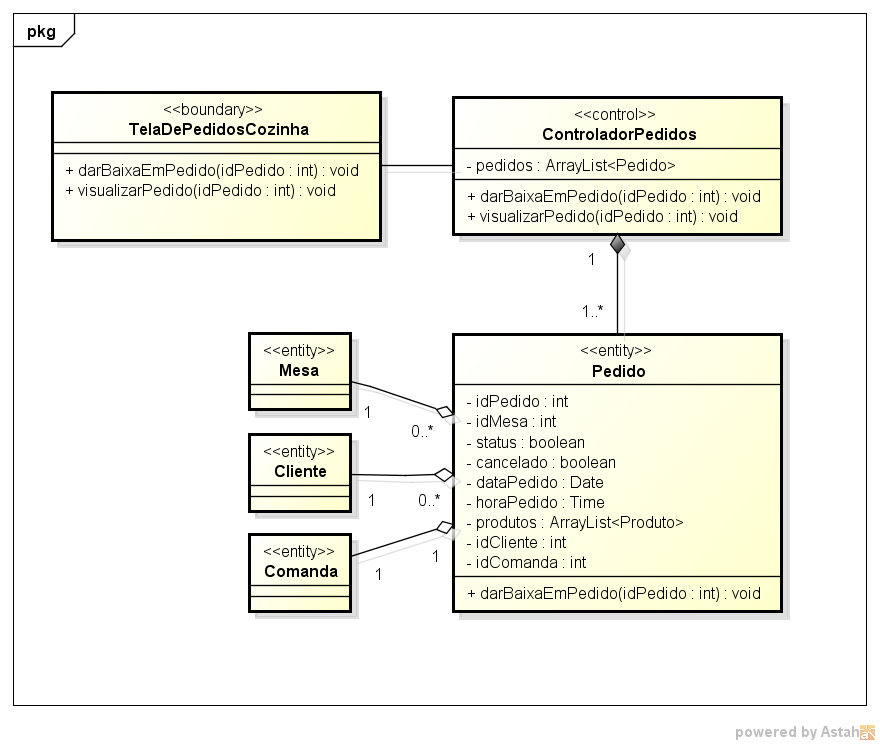 pkg
<<boundary>>
TelaDePedidosCozinha
+ darBaixaEmPedido(idPedido : int) : void
+ visualizarPedido(idPedido : int) : void
<<control>>
ControladorPedidos
- pedidos : ArrayList<Pedido>
+ darBaixaEmPedido(idPedido : int) : void
+ visualizarPedido(idPedido : int) : void
1
1..*
<<entity>>
Mesa
1
0..*
<<entity>>
Cliente
1
0..*
<<entity>>
Comanda
1
1
<<entity>>
Pedido
- idPedido : int
- idMesa : int
- status : boolean
- cancelado : boolean
- dataPedido : Date
- horaPedido : Time
- produtos : ArrayList<Produto>
- idCliente : int
- idComanda : int
+ darBaixaEmPedido(idPedido : int) : void
powered by Astah